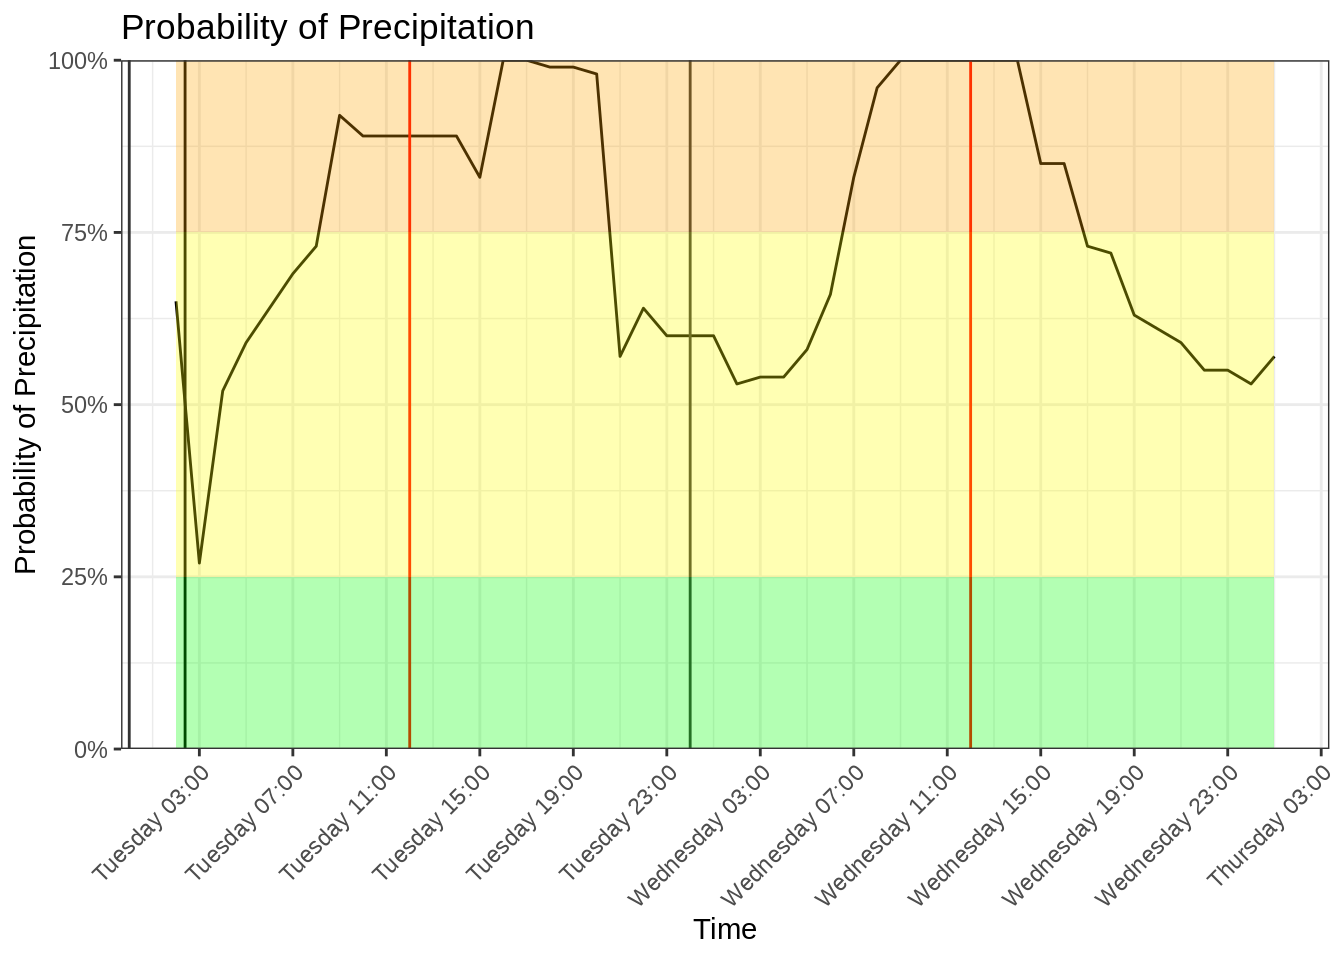 Probability of Precipitation
Probability of Precipitation
100%
75%
50%
25%
0%
Tuesday 03:00
Tuesday 07:00
Tuesday 11:00
Tuesday 15:00
Tuesday 19:00
Tuesday 23:00
Wednesday 03:00
Wednesday 07:00
Wednesday 11:00
Wednesday 15:00
Wednesday 19:00
Wednesday 23:00
Thursday 03:00
Time